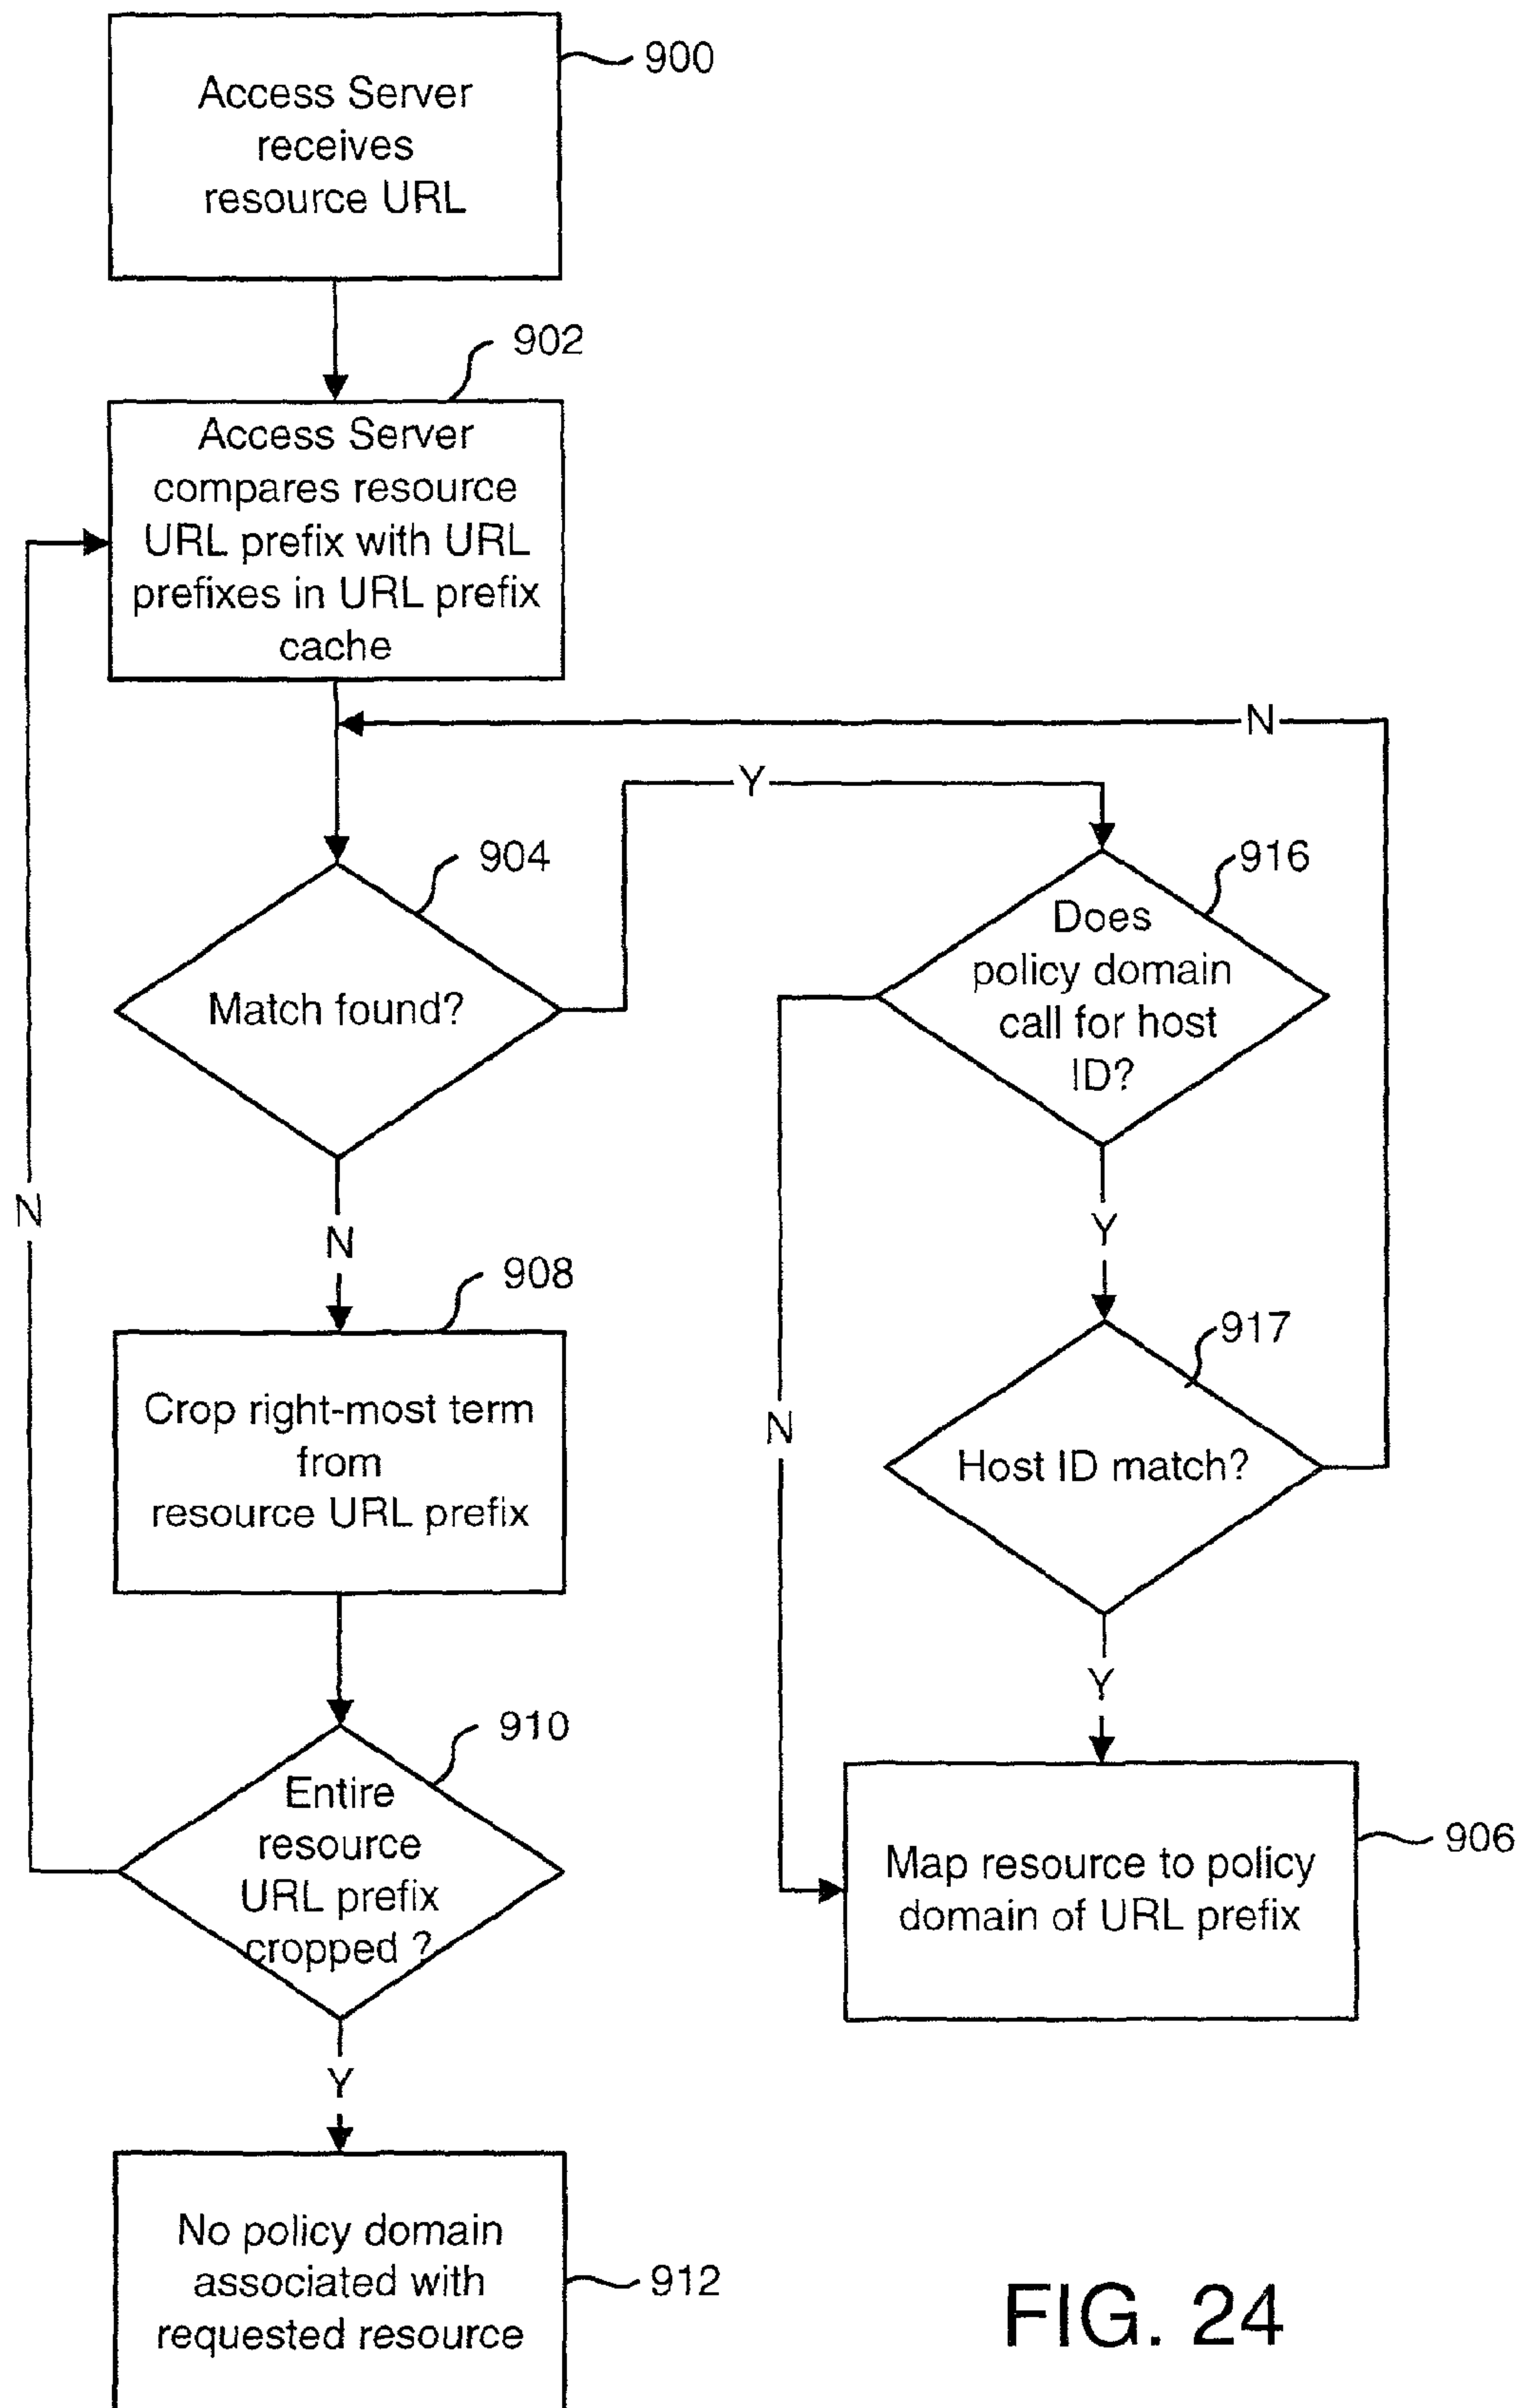 Access Server
receives
resource URL
900
902
Access Server
compares resource
URL prefix with URL
prefixes in URL prefix
cache
N
Y
904
Match found?
916
Does
policy domain
call for host
ID?
N
N
Y
908
Crop right-most term
from
resource URL prefix
917
Host ID match?
N
Y
910
Entire
resource
URL prefix
cropped ?
906
Map resource to policy
domain of URL prefix
Y
No policy domain
associated with
requested resource
912
FIG. 24